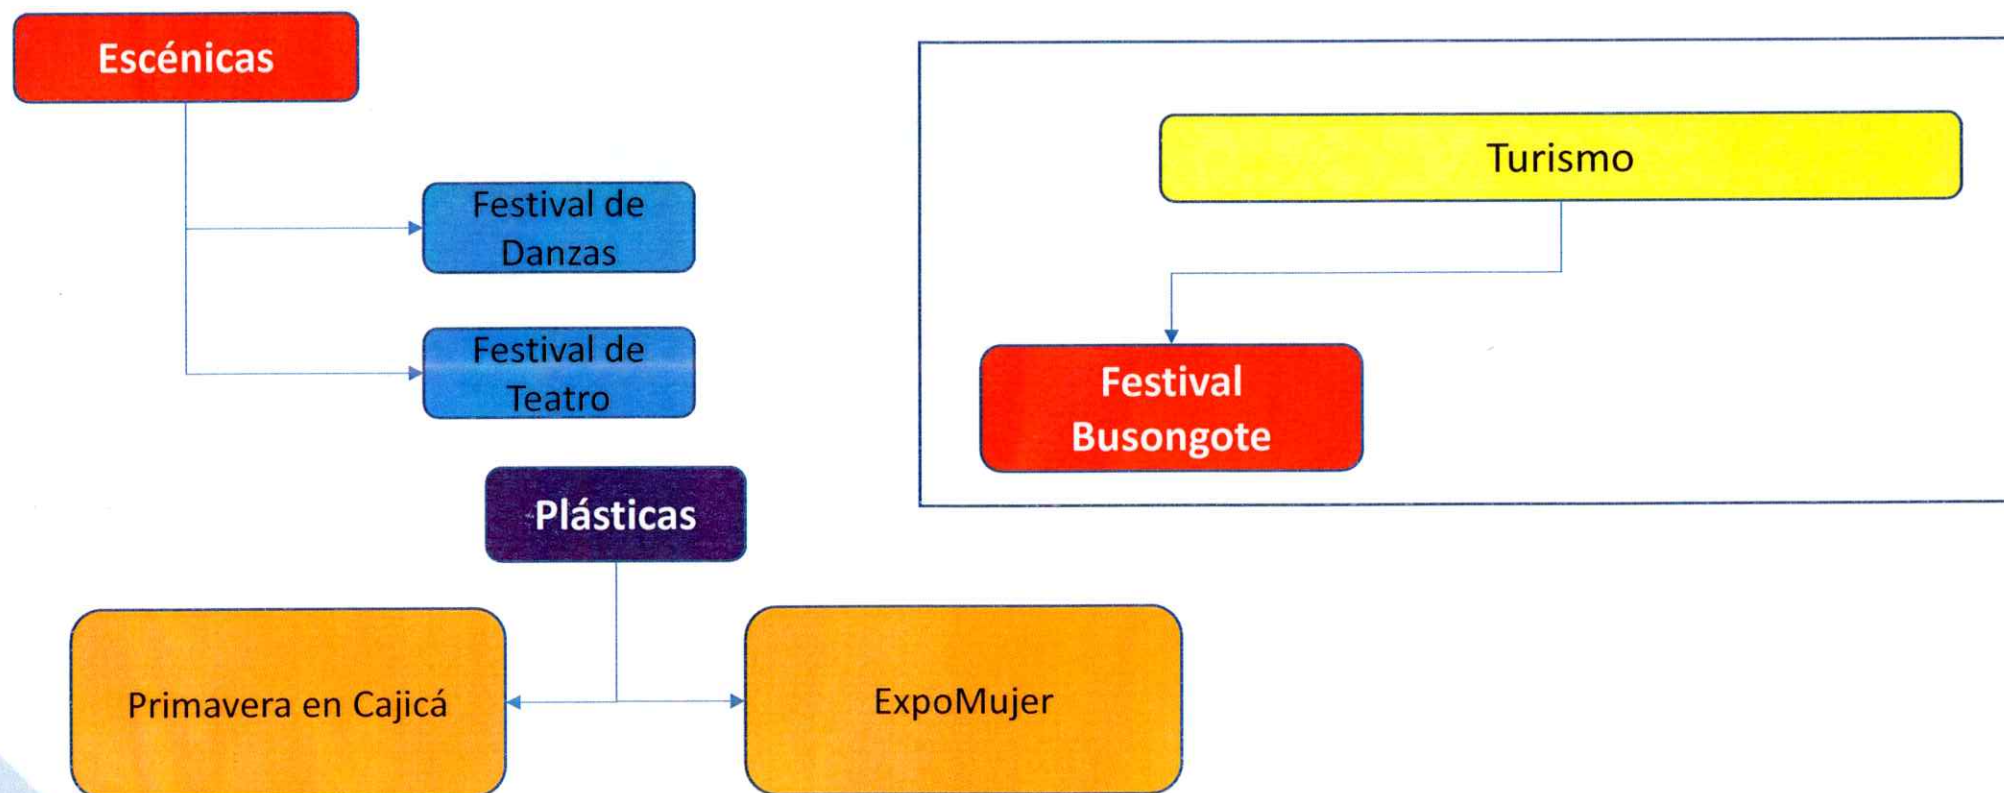 Escénicas
Festival de
Danzas
Festival de
Teatro
Plásticas
Primavera en Cajicá
ExpoMujer
Turismo
Festival
Busongote